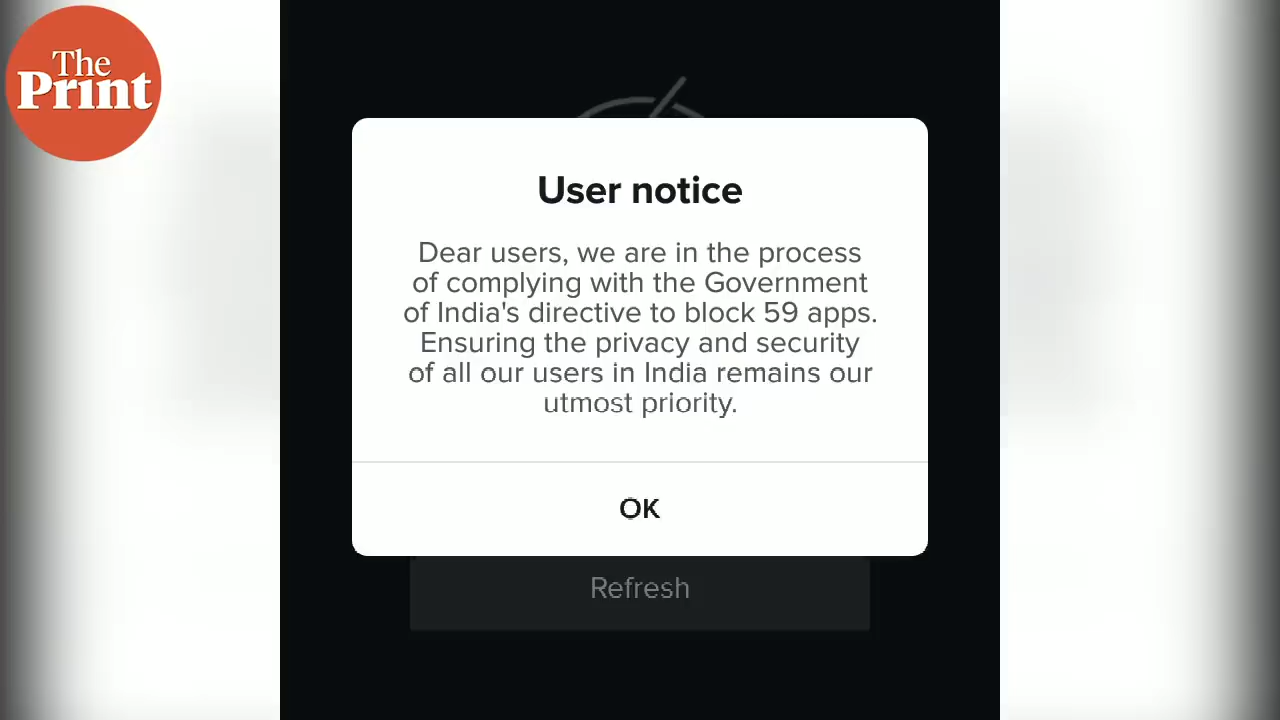 The
Print
User notice
Dear users, we are in the process
of complying with the Government
of India's directive to block 59 apps.
Ensuring the privacy and security
of all our users in India remains our
utmost priority.
OK
Refresh